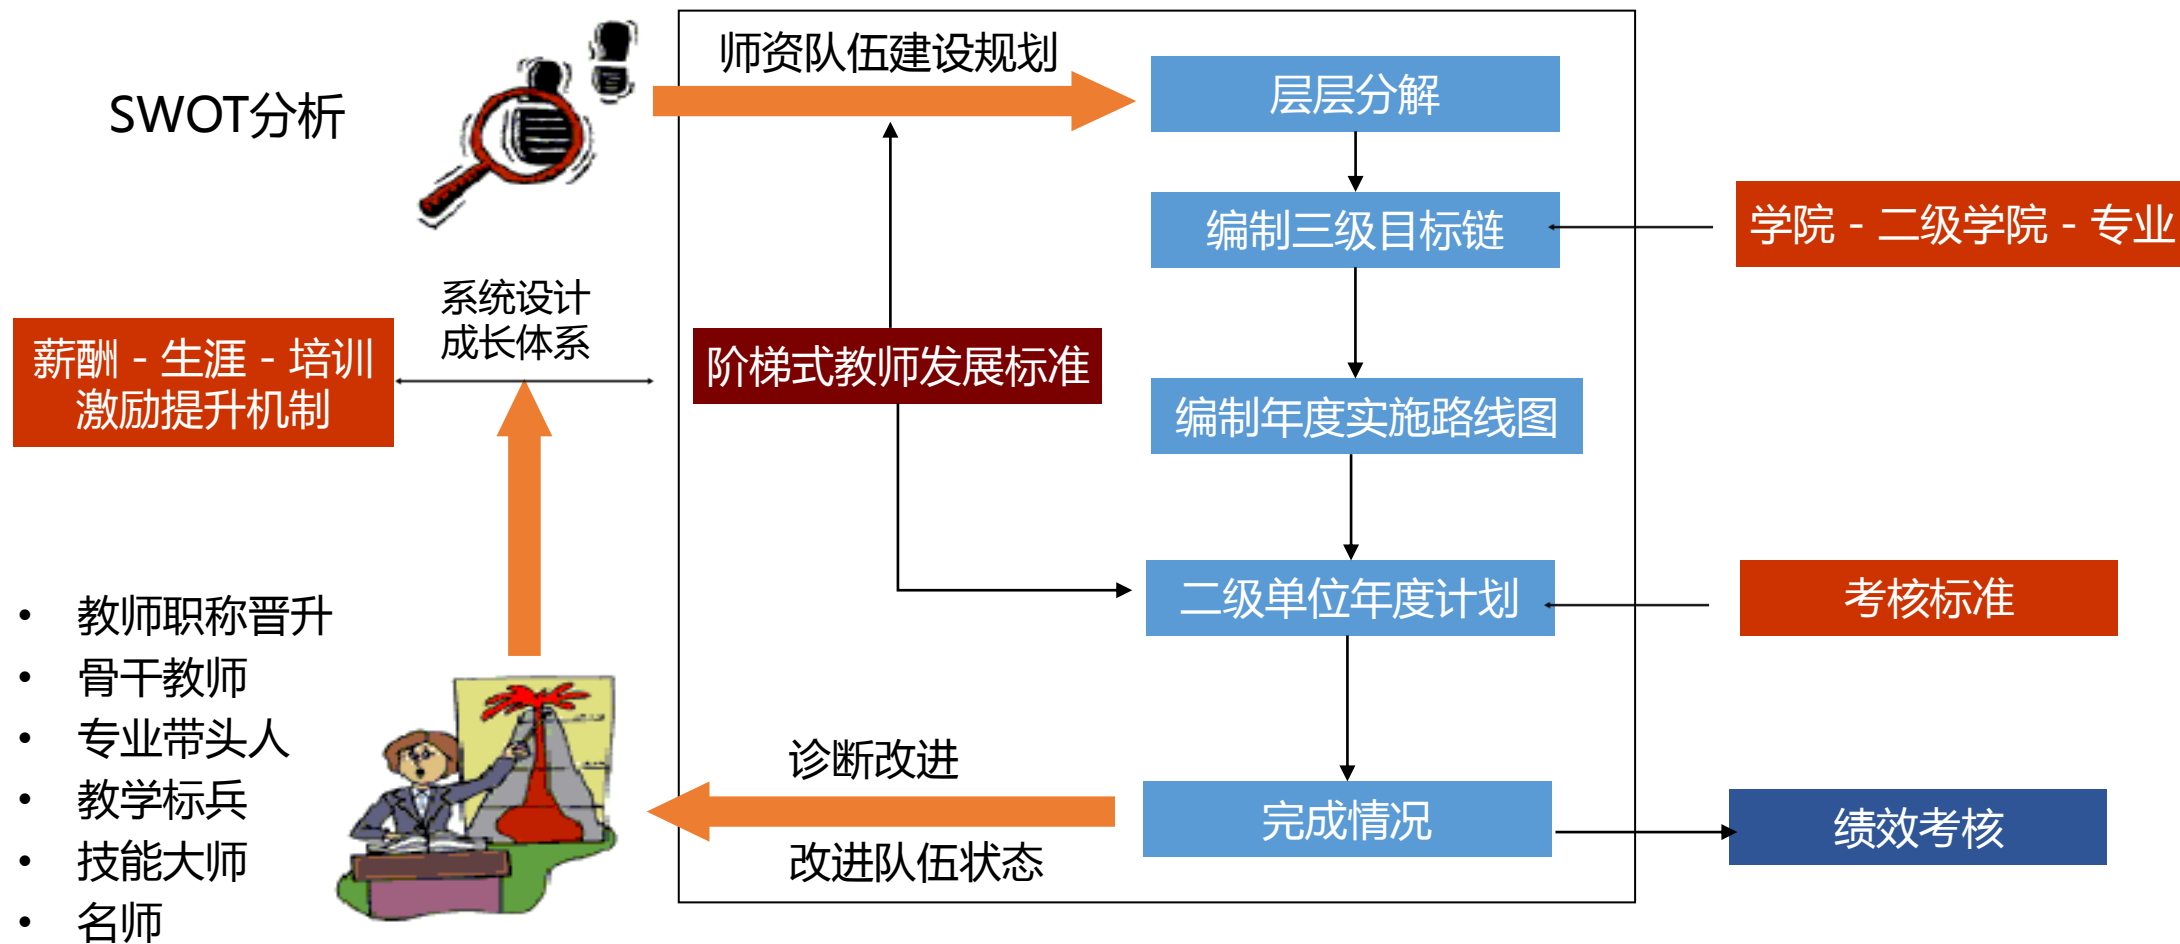 师资队伍建设规划
SWOT分析
层层分解
编制三级目标链
学院 - 二级学院 - 专业
系统设计
成长体系
薪酬 - 生涯 - 培训
激励提升机制
阶梯式教师发展标准
编制年度实施路线图
二级单位年度计划
考核标准
• 教师职称晋升
• 骨干教师
• 专业带头人
• 教学标兵
• 技能大师
• 名师
诊断改进
改进队伍状态
完成情况
绩效考核